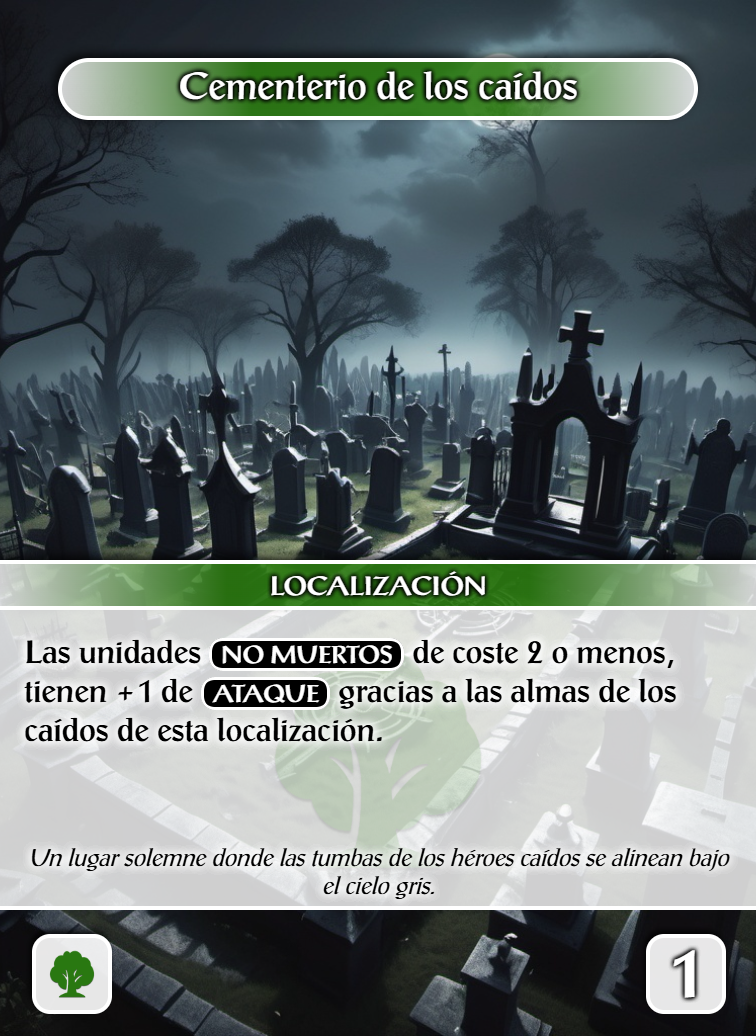 Cementerio de los caídos
LOCALIZACIÓN
Las unidades NO MUERTOS de coste 2 o menos,
tienen +1 de ATAQUE gracias a las almas de los
caídos de esta localización.
Un lugar solemne donde las tumbas de los héroes caídos se alinean bajo
el cielo gris.
1